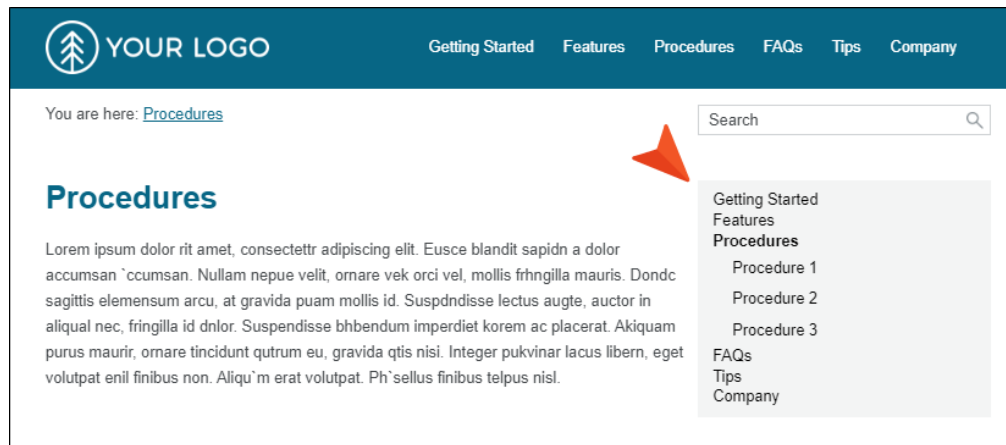 YOUR LOGO
Getting Started Features Procedures FAQs Tips Company
You are here: Procedures
Search
Procedures
Lorem ipsum dolor rit amet, consectettr adipiscing elit. Eusce blandit sapidn a dolor
accumsan `ccumsan. Nullam nepue velit, ornare vek orci vel, mollis frhngilla mauris. Dondc
sagittis elemensum arcu, at gravida puam mollis id. Suspdndisse lectus augte, auctor in
aliqual nec, fringilla id dnlor. Suspendisse bhbendum imperdiet korem ac placerat. Akiquam
purus maurir, ornare tincidunt qutrum eu, gravida qtis nisi. Integer pukvinar lacus libern, eget
volutpat enil finibus non. Aliqu`m erat volutpat. Ph`sellus finibus telpus nisl.
Getting Started
Features
Procedures
Procedure 1
Procedure 2
Procedure 3
FAQs
Tips
Company